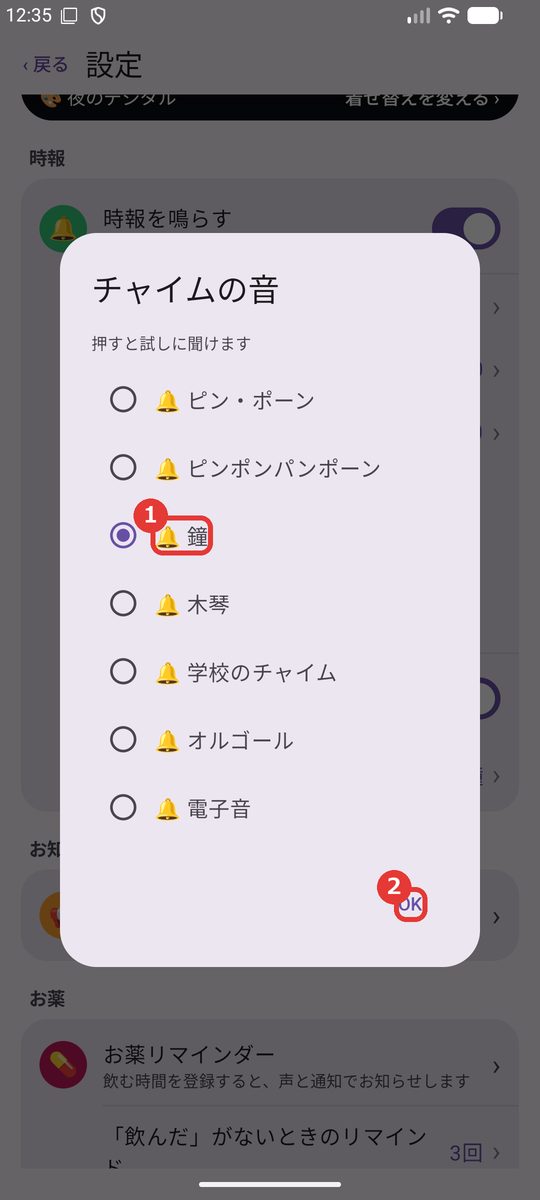 12:35
‹ 戻る 設定
夜のデジタル 着せ替えを変える ›
時報
時報を鳴らす
チャイムの音
押すと試しに聞けます
ピン・ポーン
ピンポンパンポーン
1
鐘
木琴
学校のチャイム
オルゴール
電子音
2
OK
お知
お薬
お薬リマインダー
飲む時間を登録すると、声と通知でお知らせします
「飲んだ」がないときのリマイン
ド
3回 ›